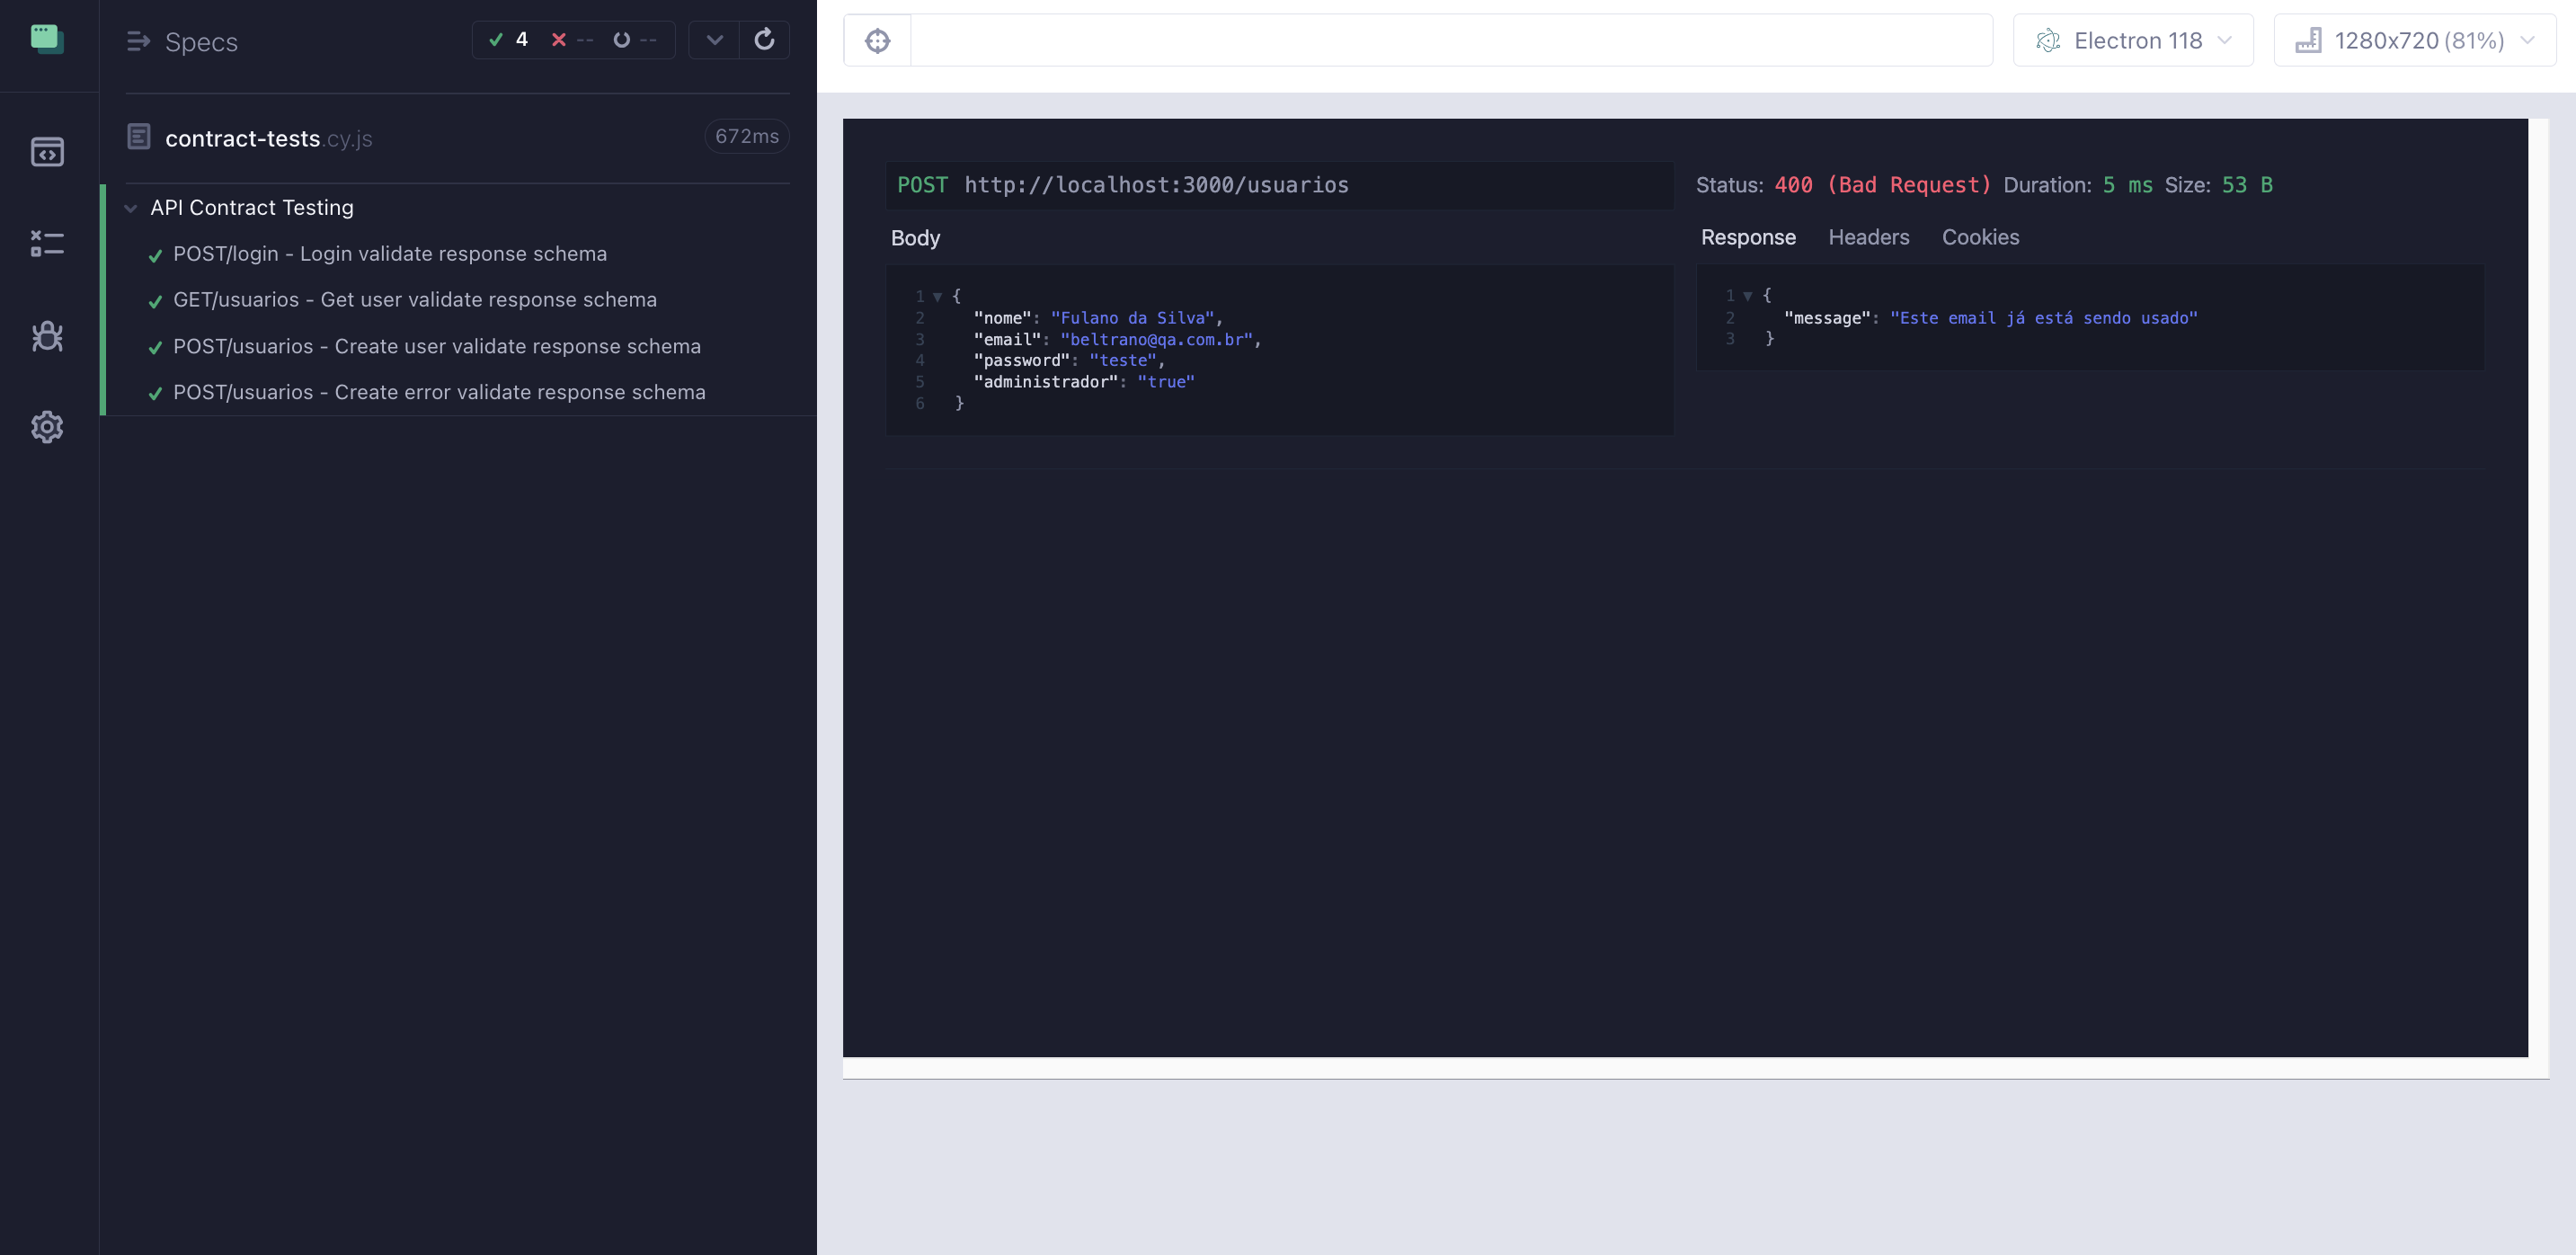 Specs
4 -- --
contract-tests.cy.js 672ms
API Contract Testing
POST/login - Login validate response schema
GET/usuarios - Get user validate response schema
POST/usuarios - Create user validate response schema
POST/usuarios - Create error validate response schema
Electron 118
1280x720 (81%)
POST http://localhost:3000/usuarios
Body
1 {
2 "nome": "Fulano da Silva",
3 "email": "beltrano@qa.com.br",
4 "password": "teste",
5 "administrador": "true"
6 }
Status: 400 (Bad Request) Duration: 5 ms Size: 53 B
Response Headers Cookies
1 {
2 "message": "Este email já está sendo usado"
3 }